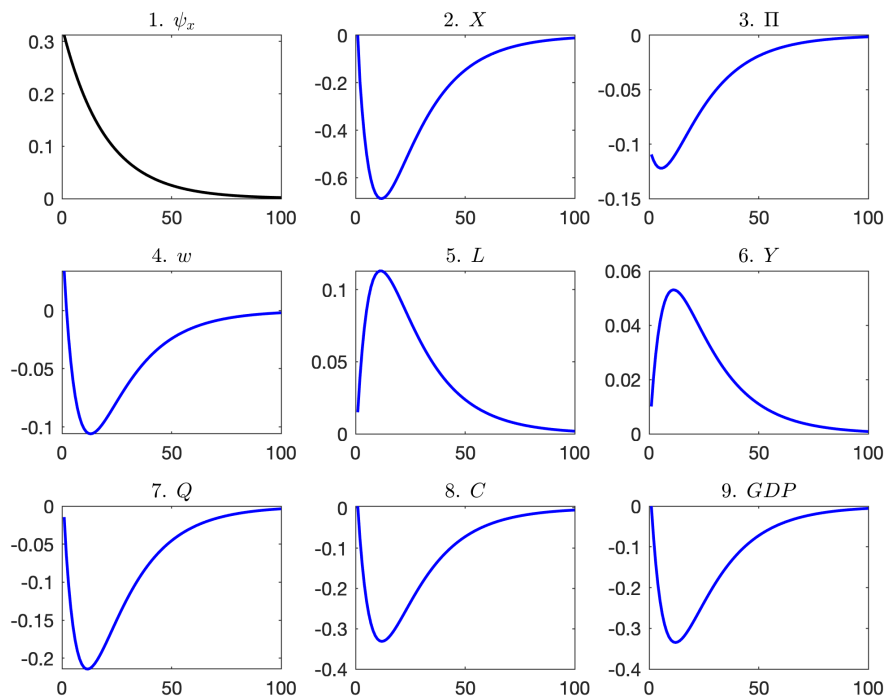 1. ψx 2. X 3. Π
0.3 0 0
0.2 -0.2 -0.05
0.1 -0.4 -0.1
0 -0.6 -0.15
0 50 100 0 50 100 0 50 100
4. w 5. L 6. Y
0 0.1 0.06
-0.05 0.05 0.04
-0.1 0 0.02
0
0 50 100 0 50 100 0 50 100
7. Q 8. C 9. GDP
0 0 0
-0.05 -0.1 -0.1
-0.1 -0.2 -0.2
-0.15 -0.3 -0.3
-0.2 -0.4 -0.4
0 50 100 0 50 100 0 50 100